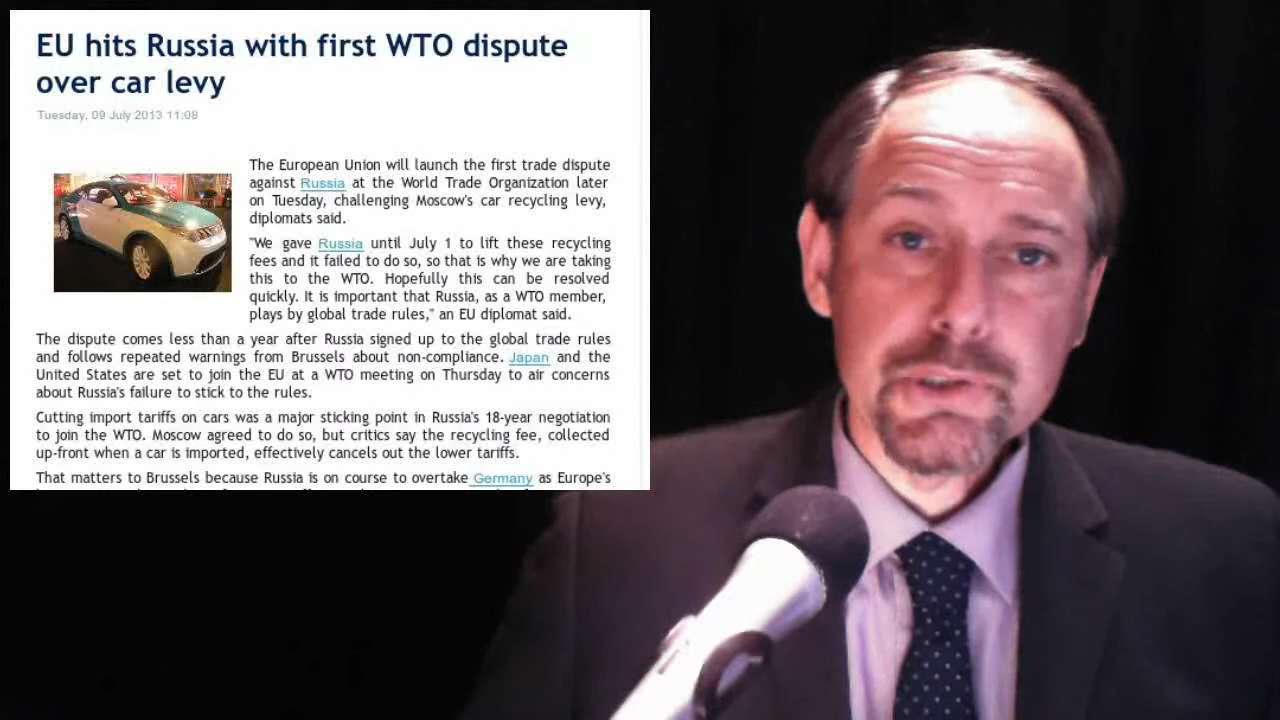 EU hits Russia with first WTO dispute
over car levy
Tuesday, 09 July 2013 11:08
The European Union will launch the first trade dispute
against Russia at the World Trade Organization later
on Tuesday, challenging Moscow's car recycling levy,
diplomats said.
"We gave Russia until July 1 to lift these recycling
fees and it failed to do so, so that is why we are taking
this to the WTO. Hopefully this can be resolved
quickly. It is important that Russia, as a WTO member,
plays by global trade rules," an EU diplomat said.
The dispute comes less than a year after Russia signed up to the global trade rules
and follows repeated warnings from Brussels about non-compliance. Japan and the
United States are set to join the EU at a WTO meeting on Thursday to air concerns
about Russia's failure to stick to the rules.
Cutting import tariffs on cars was a major sticking point in Russia's 18-year negotiation
to join the WTO. Moscow agreed to do so, but critics say the recycling fee, collected
up-front when a car is imported, effectively cancels out the lower tariffs.
That matters to Brussels because Russia is on course to overtake Germany as Europe's